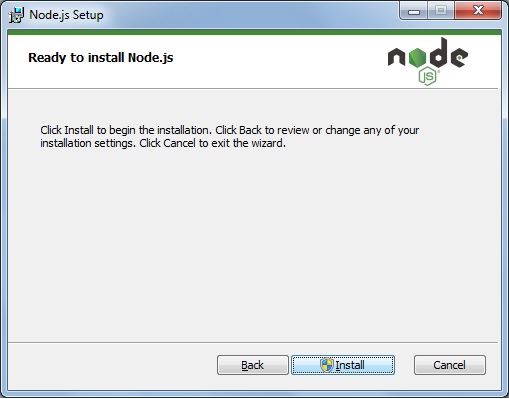 Node.js Setup
Ready to install Node.js
node
JS
Click Install to begin the installation. Click Back to review or change any of your
installation settings. Click Cancel to exit the wizard.
Back
Install
Cancel